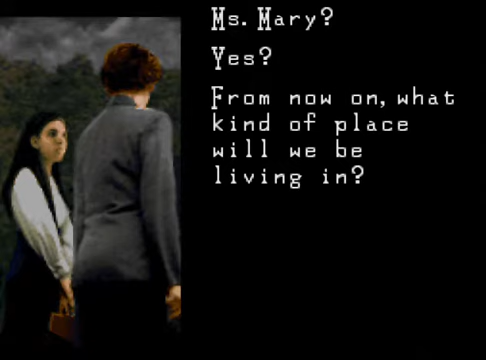 Ms. Mary?
Yes?
From now on, what
kind of place
will we be
living in?